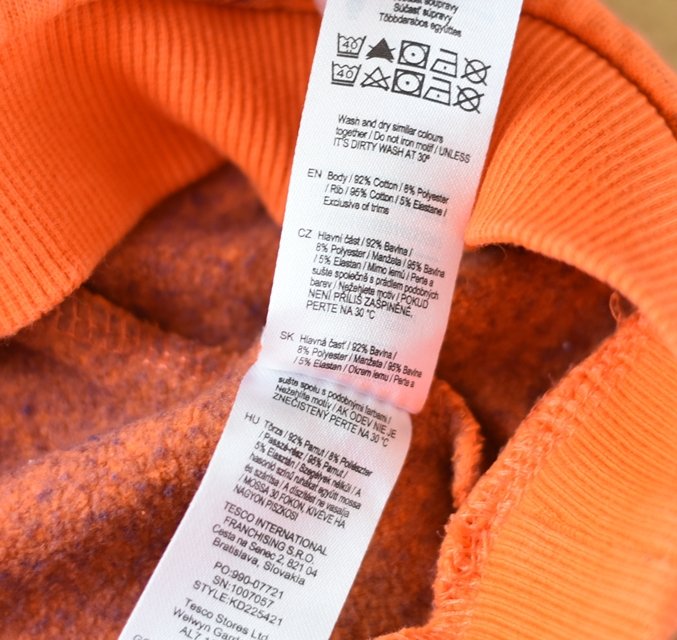 Súčasť súpravy
Többdarabos együttes
40
40
Wash and dry similar colours
together / Do not iron motif / UNLESS
IT'S DIRTY WASH AT 30°
EN Body / 92% Cotton / 8% Polyester
/ Rib / 95% Cotton / 5% Elastane /
Exclusive of trims
CZ Hlavní část / 92% Bavlna /
8% Polyester / Manžeta / 95% Bavlna
/ 5% Elastan / Mimo lemů / Perte a
sušte společně s prádlem podobných
barev / Nežehlete motiv / POKUD
NENÍ PŘÍLIŠ ZAŠPINĚNÉ,
PERTE NA 30 °C
SK Hlavná časť / 92% Bavlna /
8% Polyester / Manžeta / 95% Bavlna
/ 5% Elastan / Okrem lemu / Perte a
sušte spolu s podobnými farbami /
Nežehlite motív / AK ODEV NIE JE
ZNEČISTENÝ PERTE NA 30 °C
HU Törzs / 92% Pamut / 8% Poliészter
/ Passzé-rész / 95% Pamut /
5% Elasztán / Szegélyek nélkül / A
hasonló színű ruhákat együtt mossa
és szárítsa / A díszítést ne vasalja
/ MOSSA 30 FOKON, KIVÉVE HA
NAGYON PISZKOS!
TESCO INTERNATIONAL
FRANCHISING S.R.O.
Cesta na Senec 2, 821 04
Bratislava, Slovakia
PO:990-07721
SN:1007057
STYLE:KD225421
Tesco Stores Ltd
Welwyn Gard
AL7 1